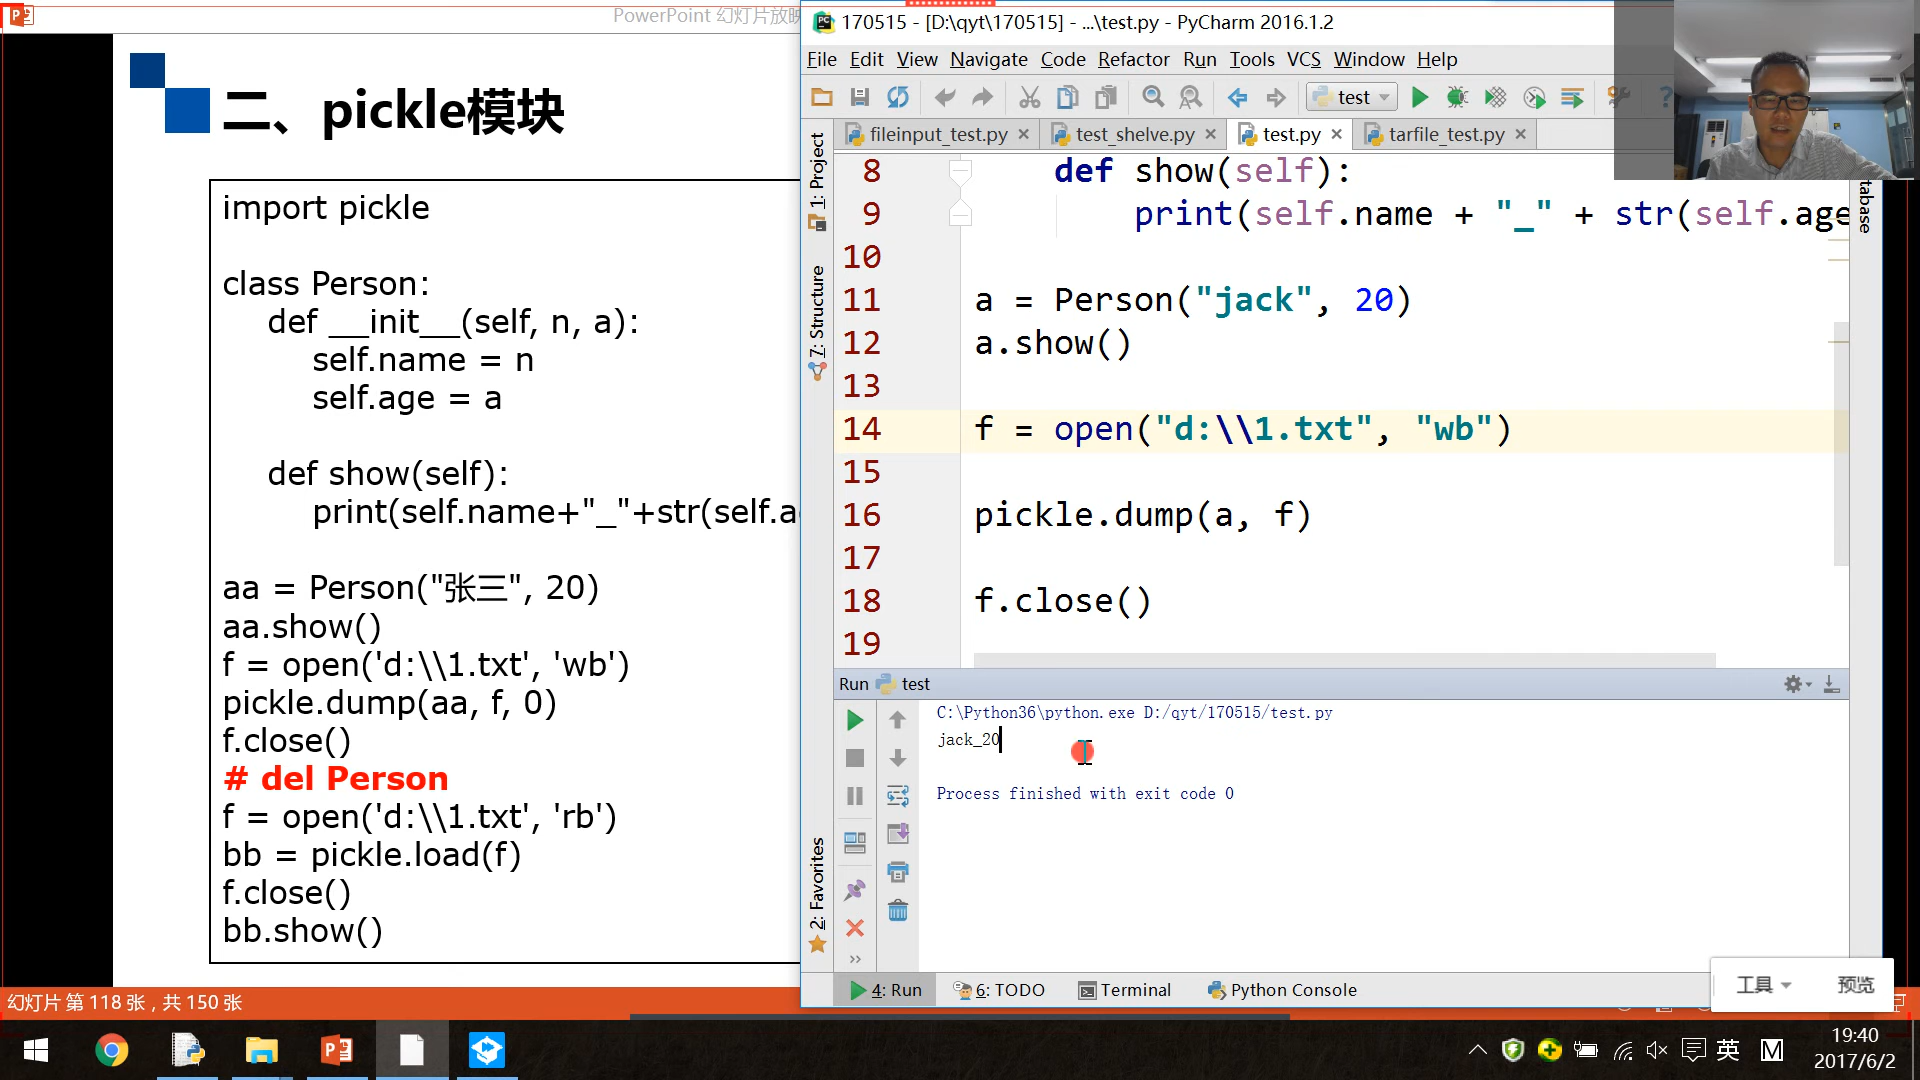 PowerPoint 幻灯片放映
二、pickle模块
import pickle
class Person:
def __init__(self, n, a):
self.name = n
self.age = a
def show(self):
print(self.name+"_"+str(self.a
aa = Person("张三", 20)
aa.show()
f = open('d:\\1.txt', 'wb')
pickle.dump(aa, f, 0)
f.close()
# del Person
f = open('d:\\1.txt', 'rb')
bb = pickle.load(f)
f.close()
bb.show()
幻灯片 第 118 张，共 150 张
170515 - [D:\qyt\170515] - ...\test.py - PyCharm 2016.1.2
File Edit View Navigate Code Refactor Run Tools VCS Window Help
test
fileinput_test.py test_shelve.py test.py tarfile_test.py
1: Project
7: Structure
2: Favorites
tabase
8 def show(self):
9 print(self.name + "_" + str(self.age
10
11 a = Person("jack", 20)
12 a.show()
13
14 f = open("d:\\1.txt", "wb")
15
16 pickle.dump(a, f)
17
18 f.close()
19
Run test
C:\Python36\python.exe D:/qyt/170515/test.py
jack_20
Process finished with exit code 0
4: Run 6: TODO Terminal Python Console
工具 预览
英
19:40
2017/6/2